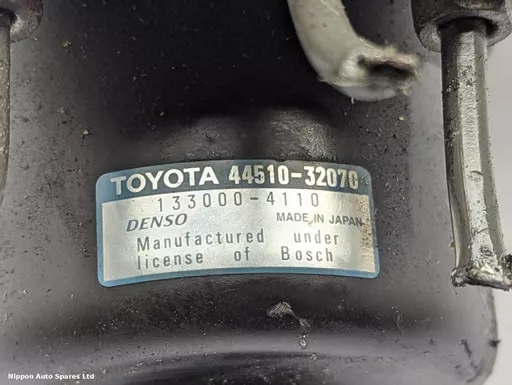 TOYOTA 44510-32070
133000-4110
DENSO MADE IN JAPAN
Manufactured under
license of Bosch
Nippon Auto Spares Ltd